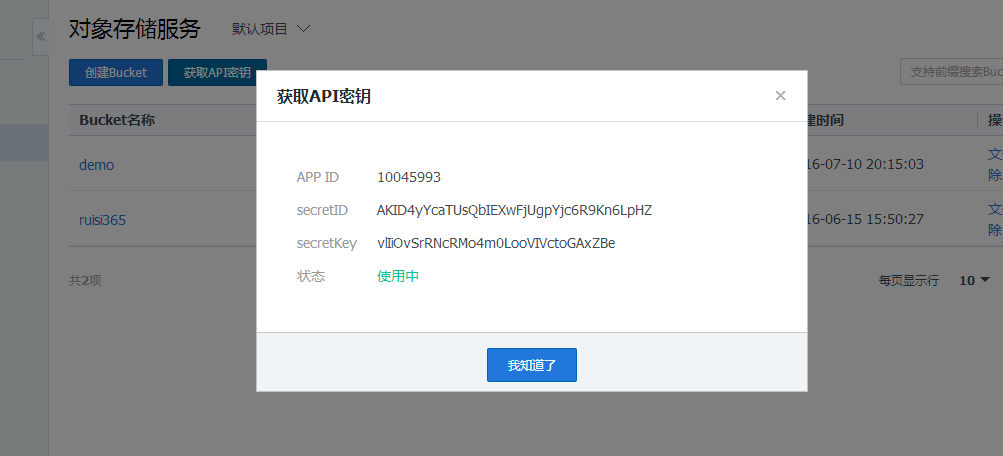 对象存储服务 默认项目
创建Bucket 获取API密钥 支持前缀搜索Buc
获取API密钥
Bucket名称 建时间 操
APP ID 10045993
secretID AKID4yYcaTUsQbIEXwFjUgpYjc6R9Kn6LpHZ
secretKey vlIiOvSrRNcRMo4m0LooVIVctoGAxZBe
状态 使用中
demo 16-07-10 20:15:03 文
除
ruisi365 16-06-15 15:50:27 文
除
共2项 每页显示行 10
我知道了